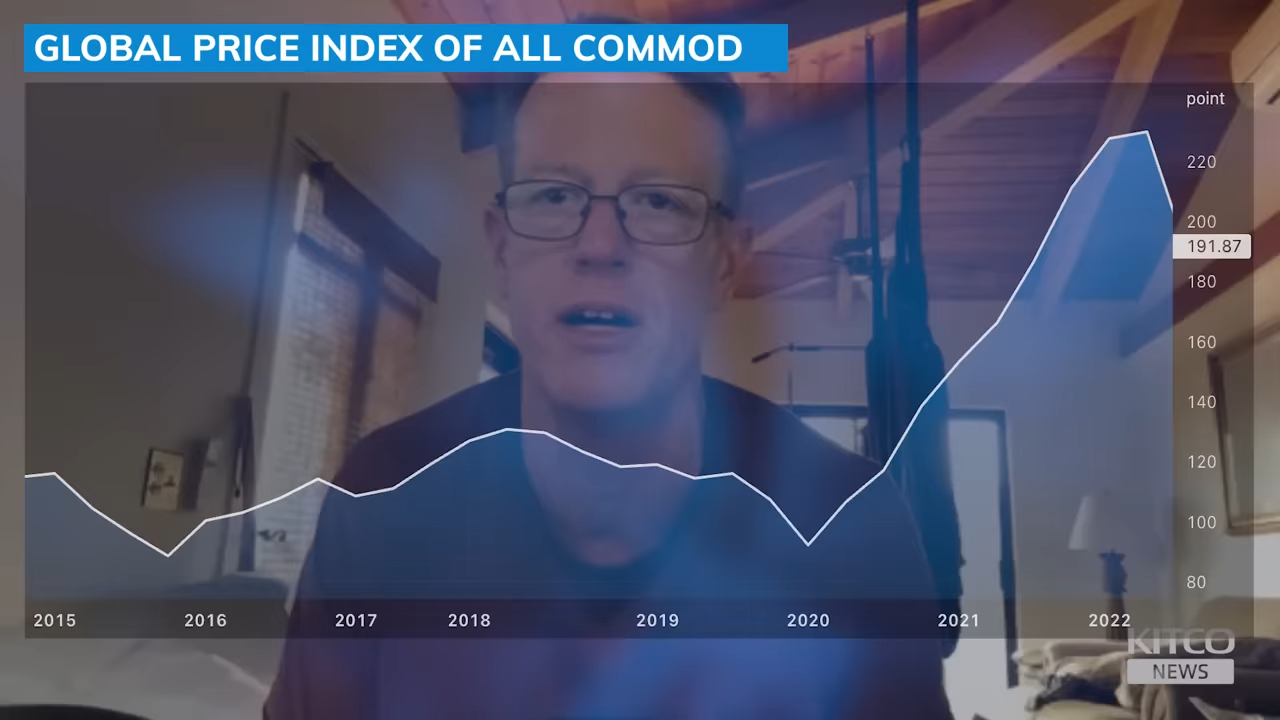 GLOBAL PRICE INDEX OF ALL COMMOD
point
220
200
191.87
180
160
140
120
100
80
2015 2016 2017 2018 2019 2020 2021 2022
KITCO
NEWS